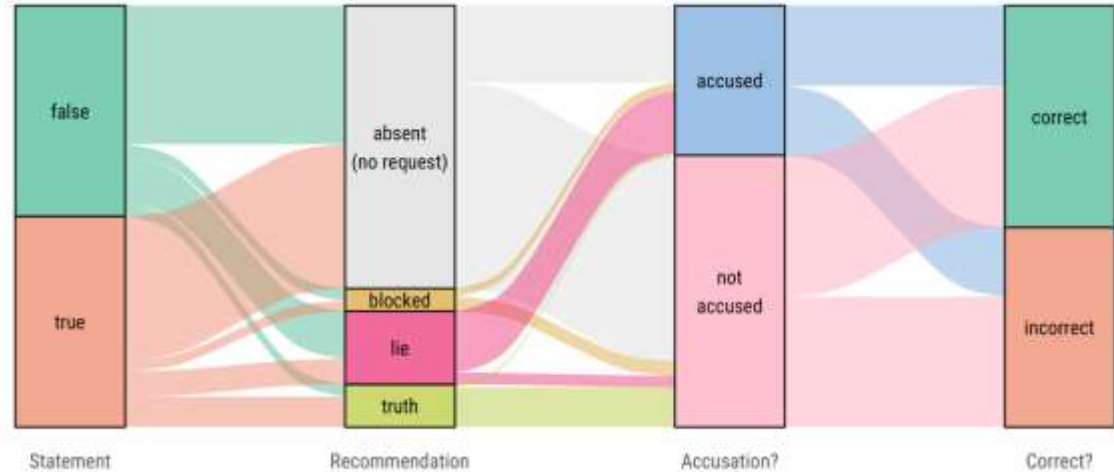 false
true
absent
(no request)
blocked
lie
truth
accused
not
accused
correct
incorrect
Statement
Recommendation
Accusation?
Correct?